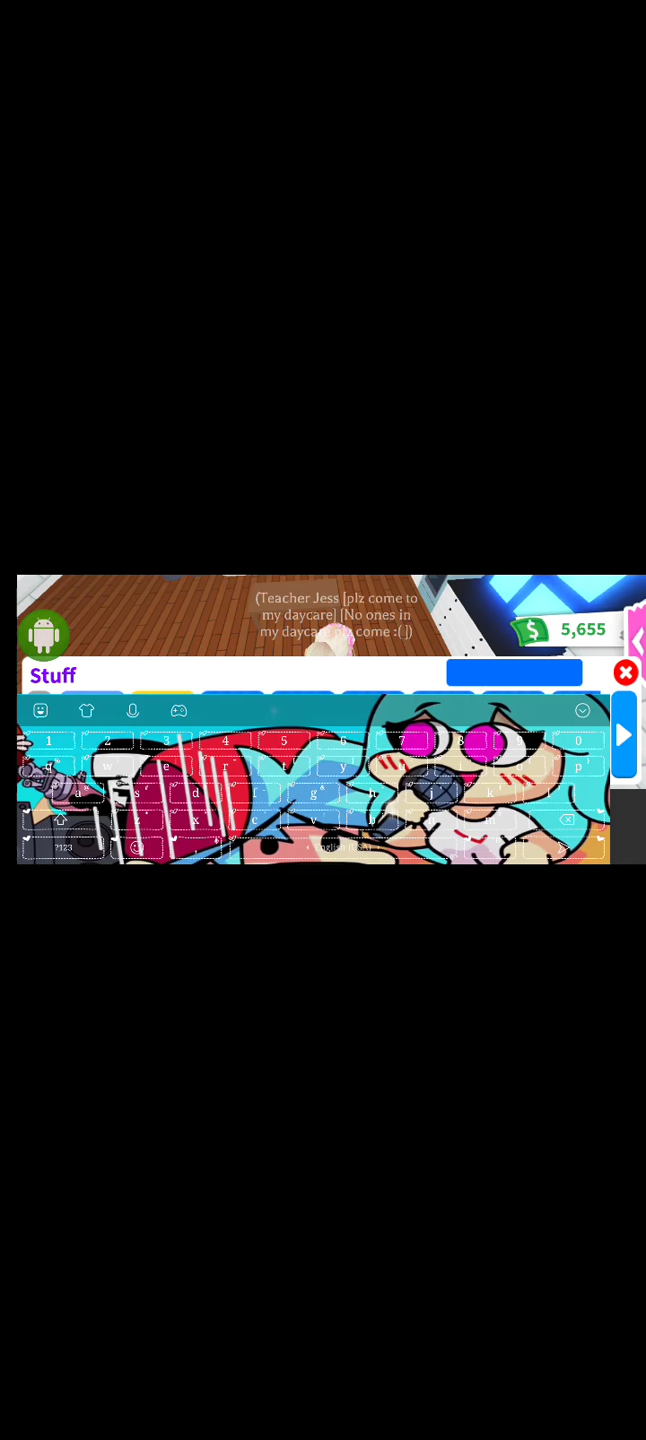 (Teacher Jess [plz come to
my daycare] [No ones in
my daycare plz come :(])
$ 5,655
Stuff
1 2 3 4 5 6 7 8 0
q w e r t y p
a s d f g h j k
z x c v b m
?123 English